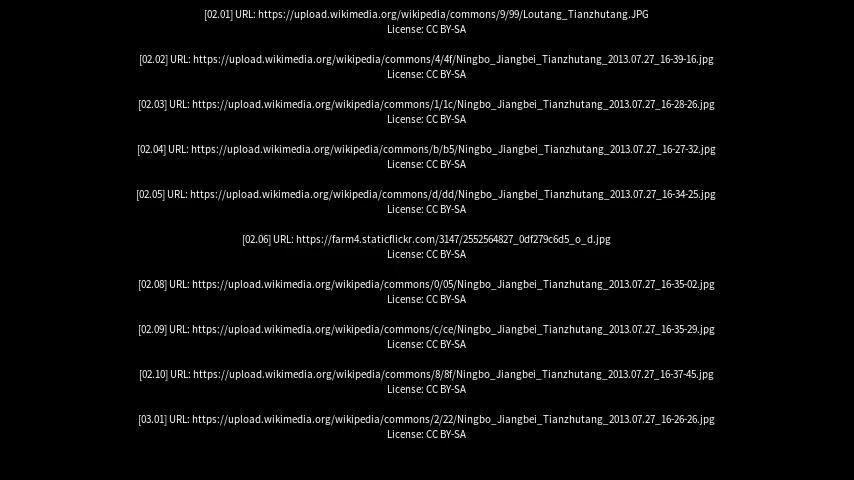 [02.01] URL: https://upload.wikimedia.org/wikipedia/commons/9/99/Loutang_Tianzhutang.JPG
License: CC BY-SA
[02.02] URL: https://upload.wikimedia.org/wikipedia/commons/4/4f/Ningbo_Jiangbei_Tianzhutang_2013.07.27_16-39-16.jpg
License: CC BY-SA
[02.03] URL: https://upload.wikimedia.org/wikipedia/commons/1/1c/Ningbo_Jiangbei_Tianzhutang_2013.07.27_16-28-26.jpg
License: CC BY-SA
[02.04] URL: https://upload.wikimedia.org/wikipedia/commons/b/b5/Ningbo_Jiangbei_Tianzhutang_2013.07.27_16-27-32.jpg
License: CC BY-SA
[02.05] URL: https://upload.wikimedia.org/wikipedia/commons/d/dd/Ningbo_Jiangbei_Tianzhutang_2013.07.27_16-34-25.jpg
License: CC BY-SA
[02.06] URL: https://farm4.staticflickr.com/3147/2552564827_0df279c6d5_o_d.jpg
License: CC BY-SA
[02.08] URL: https://upload.wikimedia.org/wikipedia/commons/0/05/Ningbo_Jiangbei_Tianzhutang_2013.07.27_16-35-02.jpg
License: CC BY-SA
[02.09] URL: https://upload.wikimedia.org/wikipedia/commons/c/ce/Ningbo_Jiangbei_Tianzhutang_2013.07.27_16-35-29.jpg
License: CC BY-SA
[02.10] URL: https://upload.wikimedia.org/wikipedia/commons/8/8f/Ningbo_Jiangbei_Tianzhutang_2013.07.27_16-37-45.jpg
License: CC BY-SA
[03.01] URL: https://upload.wikimedia.org/wikipedia/commons/2/22/Ningbo_Jiangbei_Tianzhutang_2013.07.27_16-26-26.jpg
License: CC BY-SA